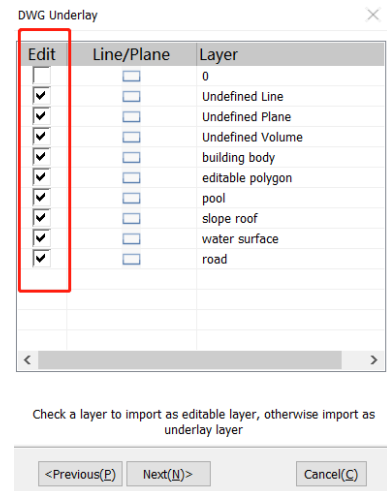 DWG Underlay
Edit Line/Plane Layer
0
Undefined Line
Undefined Plane
Undefined Volume
building body
editable polygon
pool
slope roof
water surface
road
Check a layer to import as editable layer, otherwise import as
underlay layer
<Previous(P) Next(N)> Cancel(C)